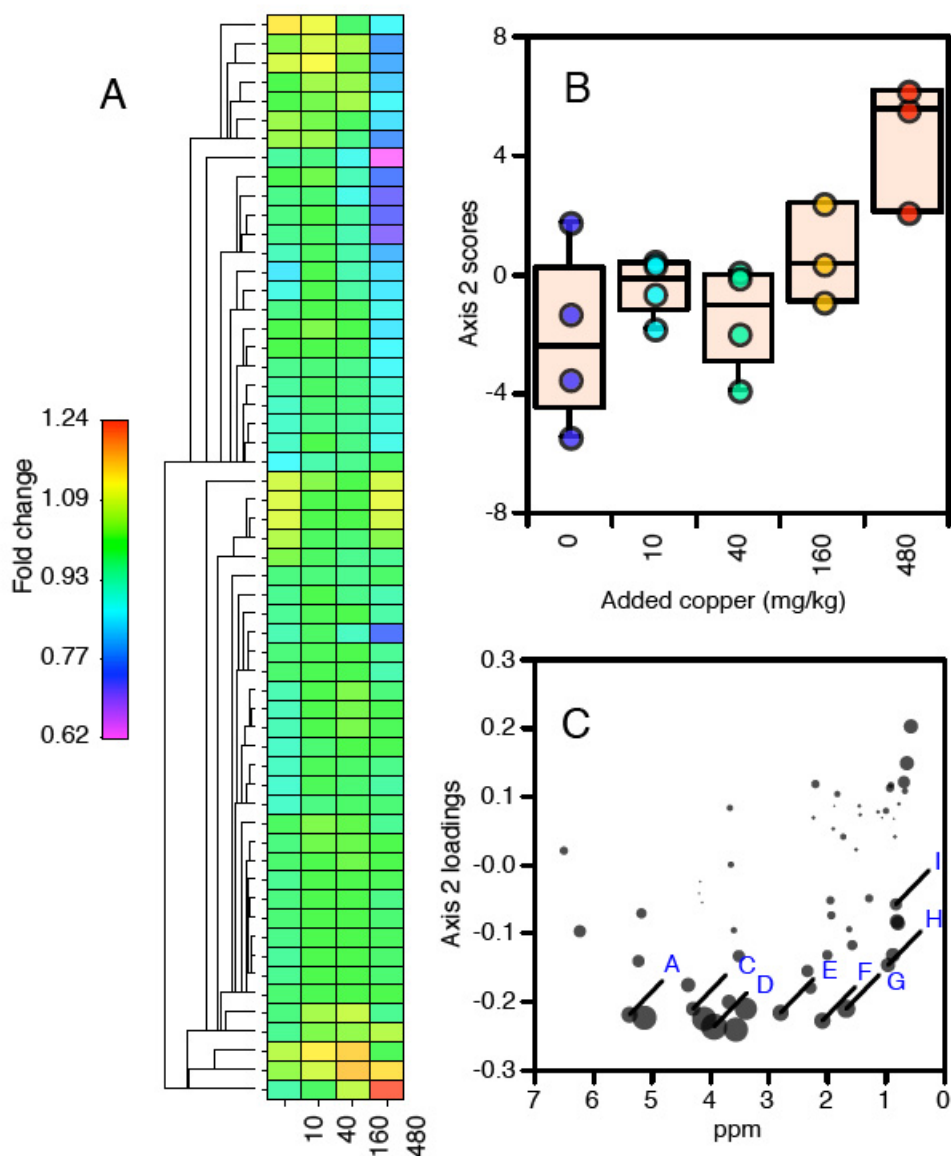 A
Fold change
1.24
1.09
0.93
0.77
0.62
10
40
160
480
B
Axis 2 scores
8
4
0
-4
-8
0
10
40
160
480
Added copper (mg/kg)
C
Axis 2 loadings
0.3
0.2
0.1
-0.0
-0.1
-0.2
-0.3
A
C
D
E
F
G
H
I
7
6
5
4
3
2
1
0
ppm